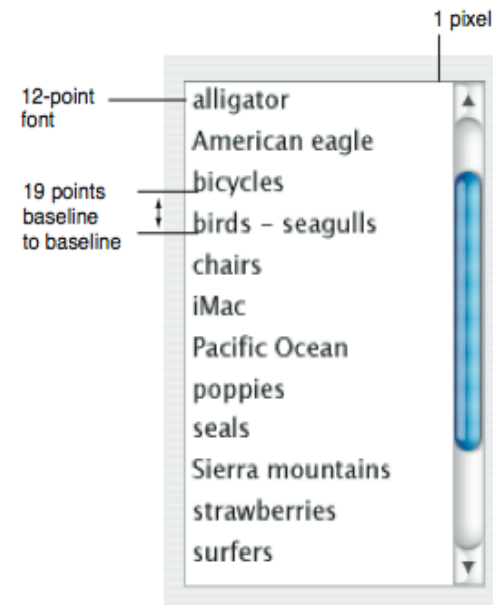 1 pixel
12-point
font
alligator
American eagle
19 points
baseline
to baseline
bicycles
birds – seagulls
chairs
iMac
Pacific Ocean
poppies
seals
Sierra mountains
strawberries
surfers